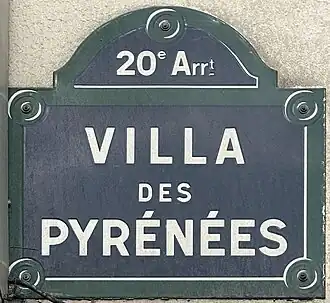 20e Arrt
VILLA
DES
PYRÉNÉES